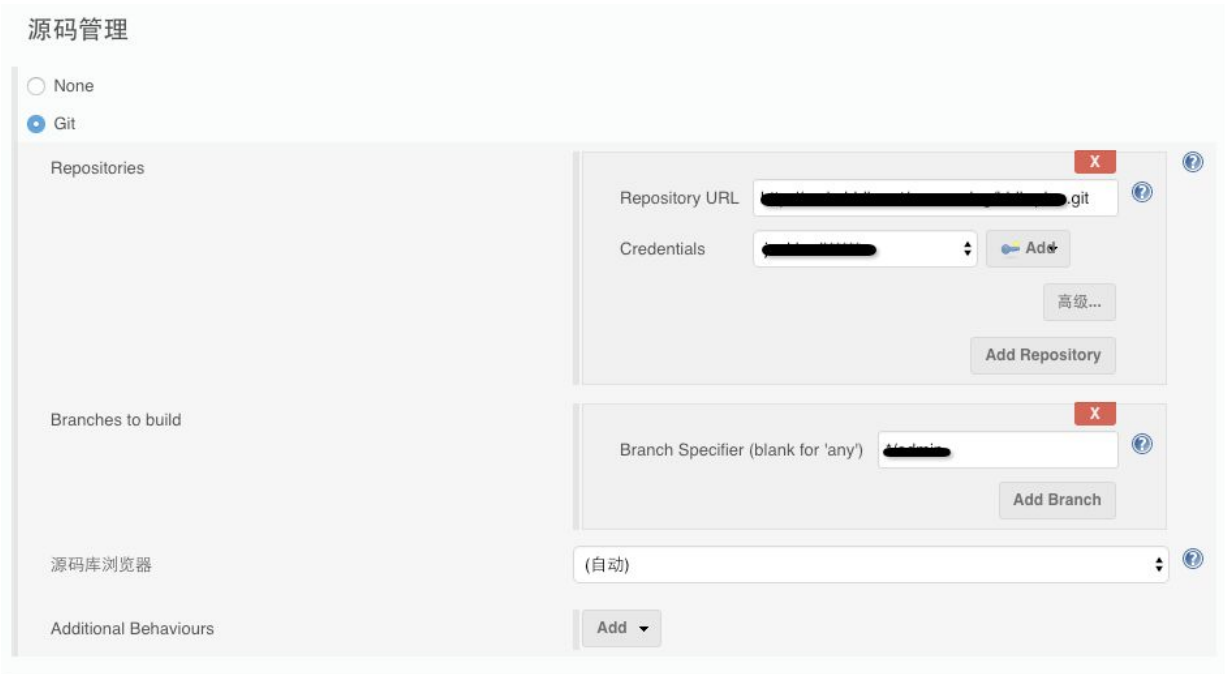 源码管理
None
Git
Repositories
X
Repository URL
.git
Credentials
Add
高级...
Add Repository
Branches to build
X
Branch Specifier (blank for 'any')
Add Branch
源码库浏览器
(自动)
Additional Behaviours
Add